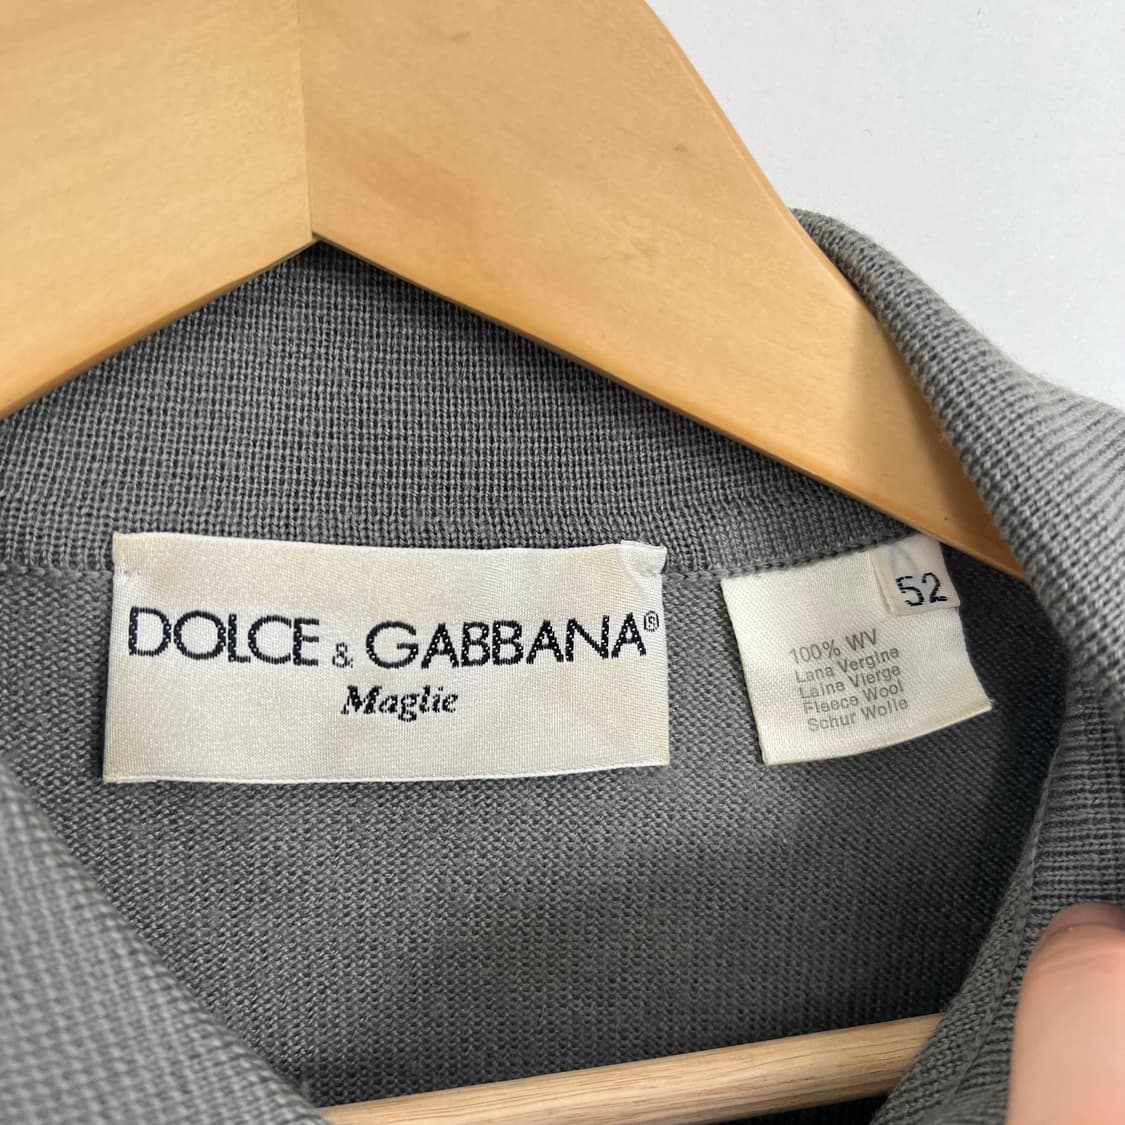 DOLCE & GABBANA®
Maglie
52
100% WV
Lana Vergine
Laine Vierge
Fleece Wool
Schur Wolle